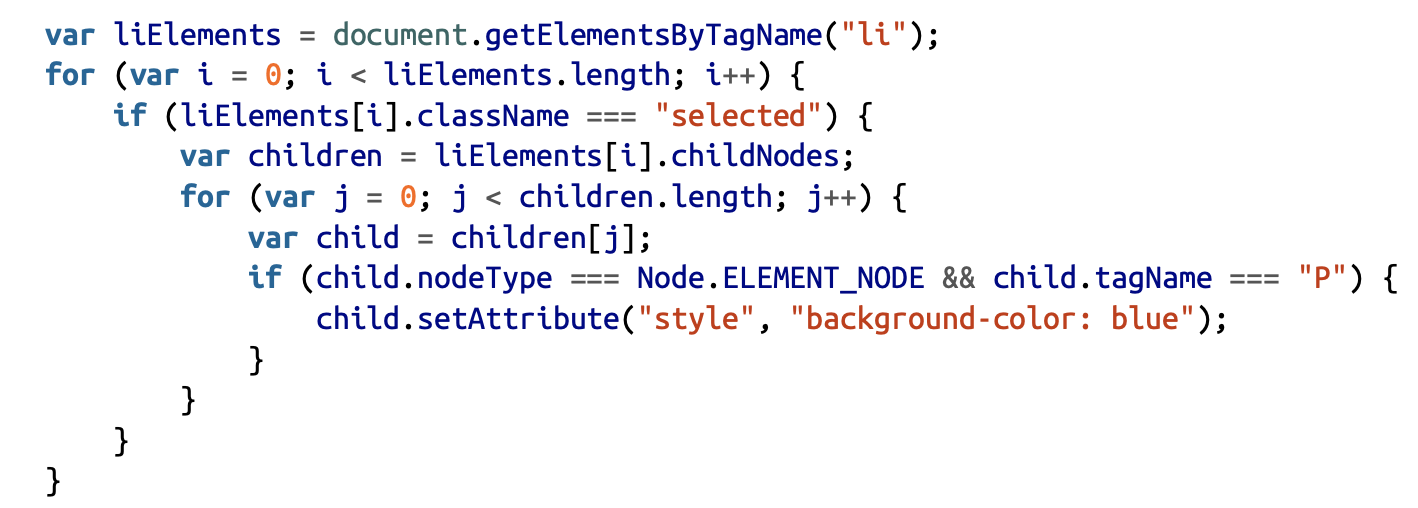 var liElements = document.getElementsByTagName("li");
for (var i = 0; i < liElements.length; i++) {
    if (liElements[i].className === "selected") {
        var children = liElements[i].childNodes;
        for (var j = 0; j < children.length; j++) {
            var child = children[j];
            if (child.nodeType === Node.ELEMENT_NODE && child.tagName === "P") {
                child.setAttribute("style", "background-color: blue");
            }
        }
    }
}